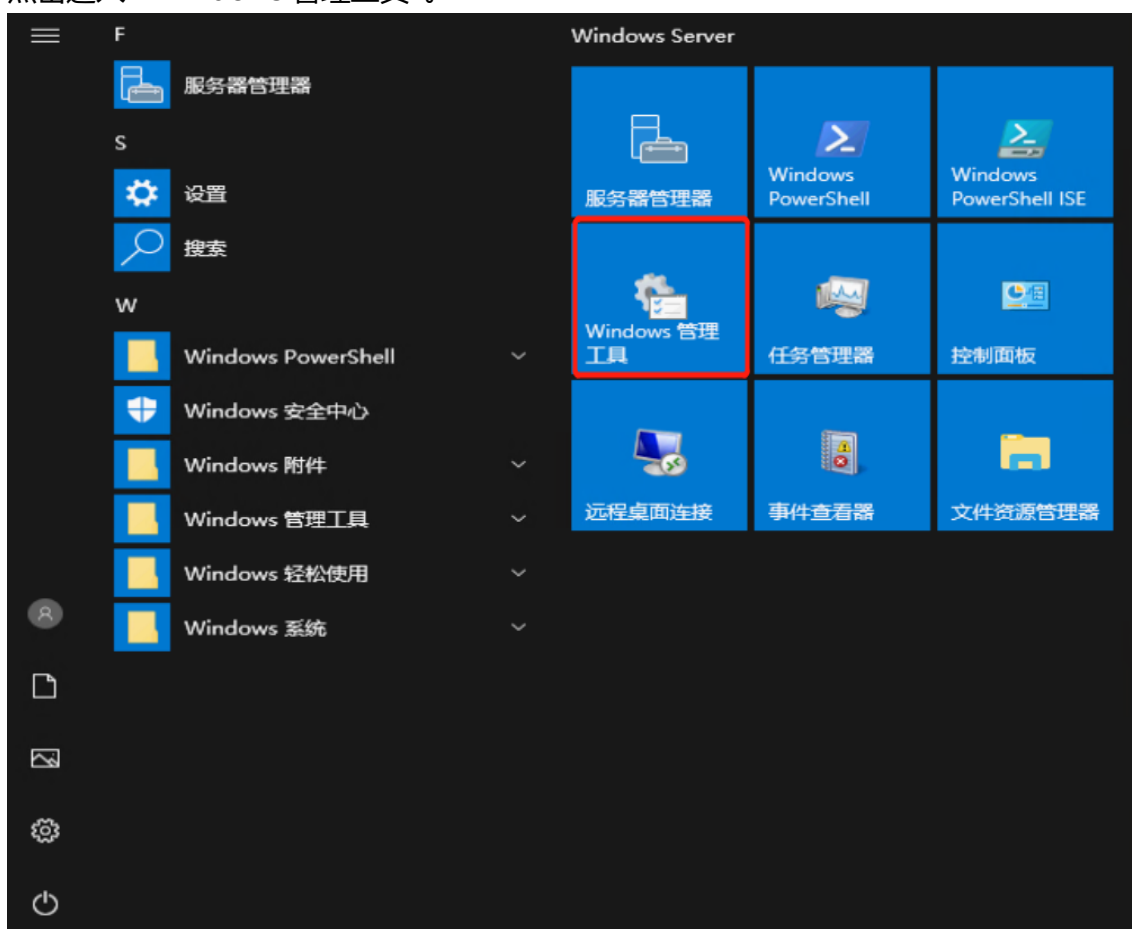 F
服务器管理器
S
设置
搜索
W
Windows PowerShell
Windows 安全中心
Windows 附件
Windows 管理工具
Windows 轻松使用
Windows 系统
Windows Server
服务器管理器
Windows
PowerShell
Windows
PowerShell ISE
Windows 管理
工具
任务管理器
控制面板
远程桌面连接
事件查看器
文件资源管理器